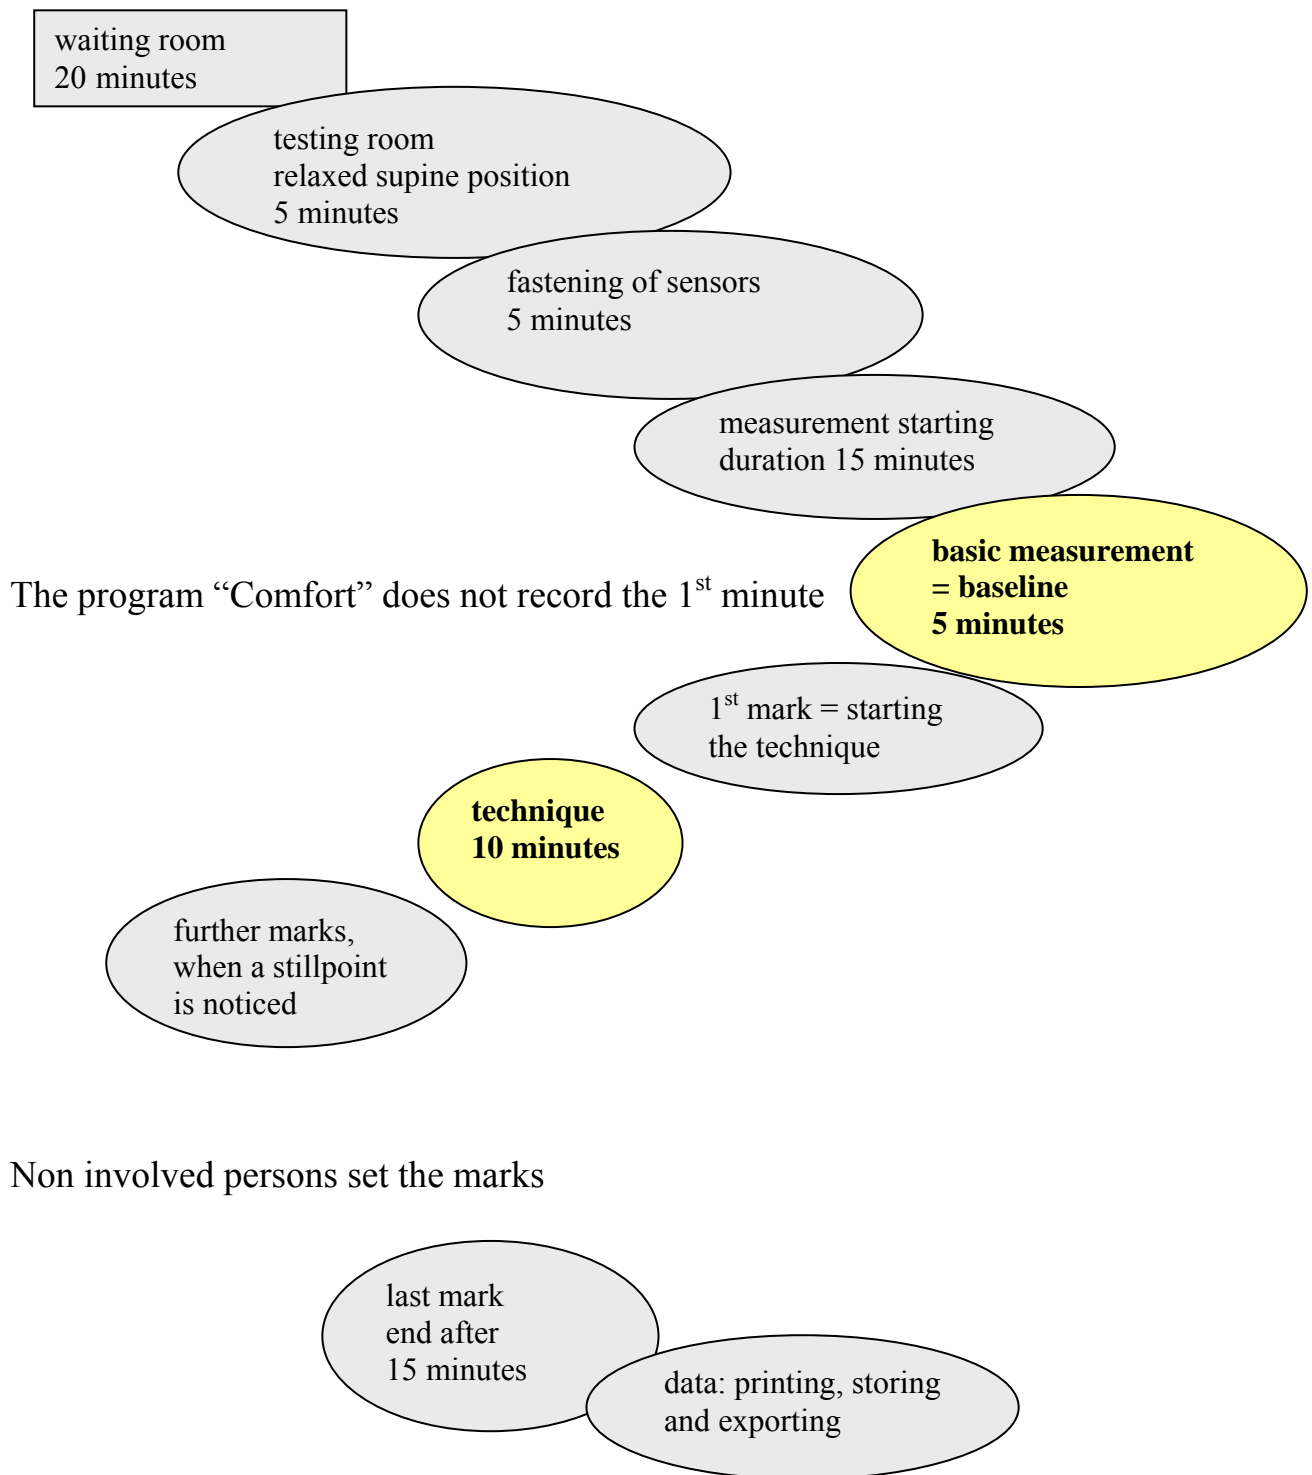 waiting room
20 minutes
testing room
relaxed supine position
5 minutes
fastening of sensors
5 minutes
measurement starting
duration 15 minutes
basic measurement
= baseline
5 minutes
The program “Comfort” does not record the 1st minute
1st mark = starting
the technique
technique
10 minutes
further marks,
when a stillpoint
is noticed
Non involved persons set the marks
last mark
end after
15 minutes
data: printing, storing
and exporting